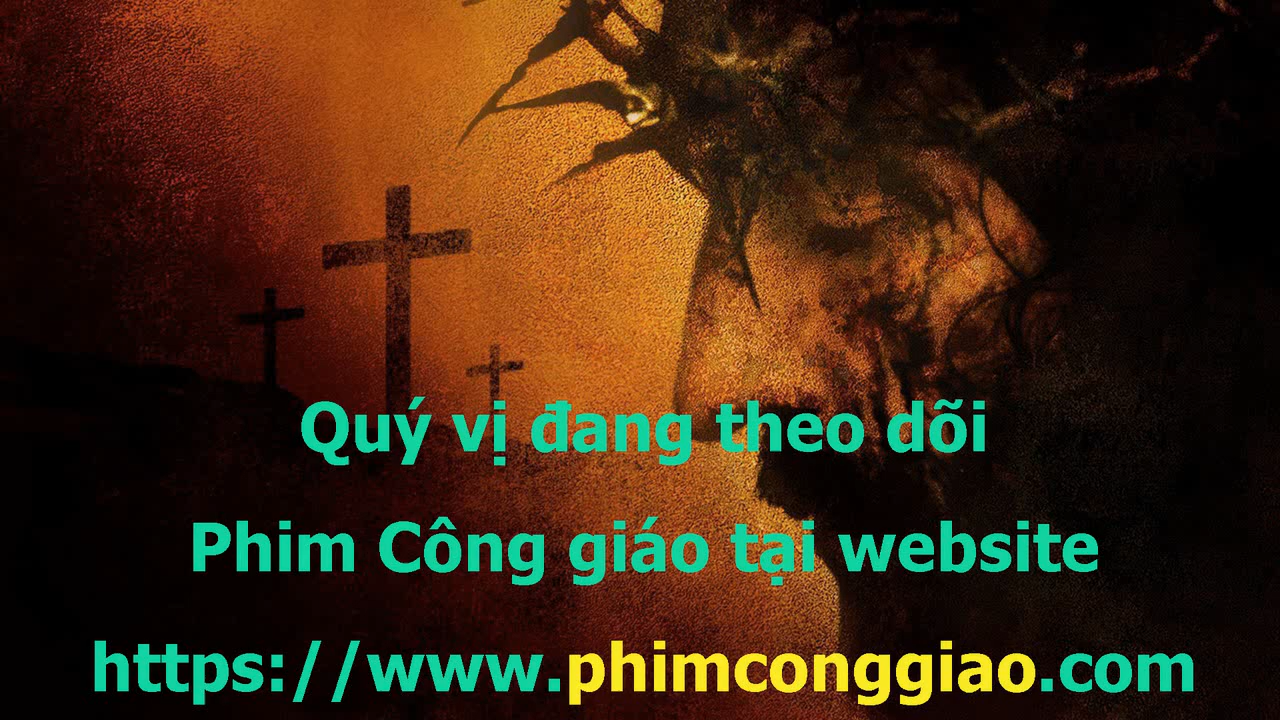 Quý vị đang theo dõi
Phim Công giáo tại website
https://www.phimconggiao.com